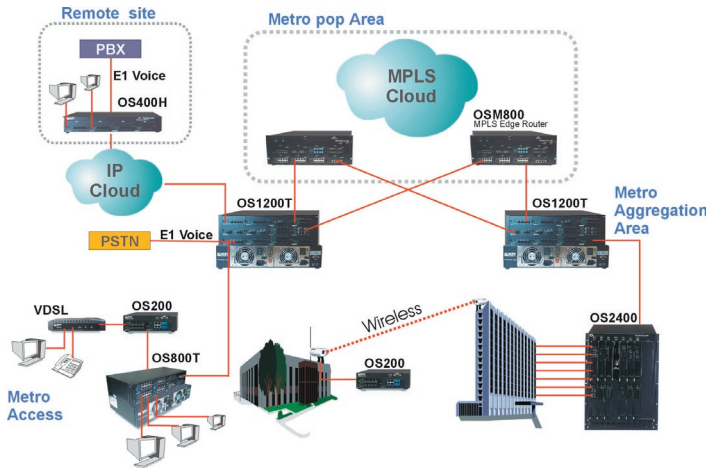 Remote site
PBX
E1 Voice
OS400H
IP
Cloud
Metro pop Area
MPLS
Cloud
OSM800
MPLS Edge Router
OS1200T
OS1200T
Metro
Aggregation
Area
PSTN
E1 Voice
VDSL
OS200
OS800T
Metro
Access
Wireless
OS200
OS2400